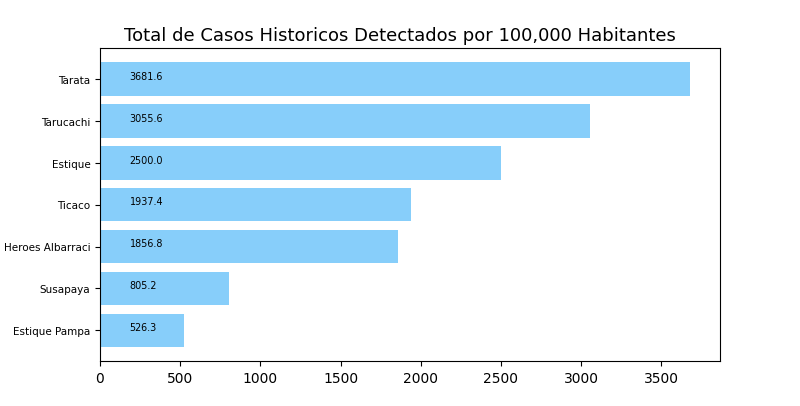 Total de Casos Historicos Detectados por 100,000 Habitantes
Tarata 3681.6
Tarucachi 3055.6
Estique 2500.0
Ticaco 1937.4
Heroes Albarraci 1856.8
Susapaya 805.2
Estique Pampa 526.3
0 500 1000 1500 2000 2500 3000 3500